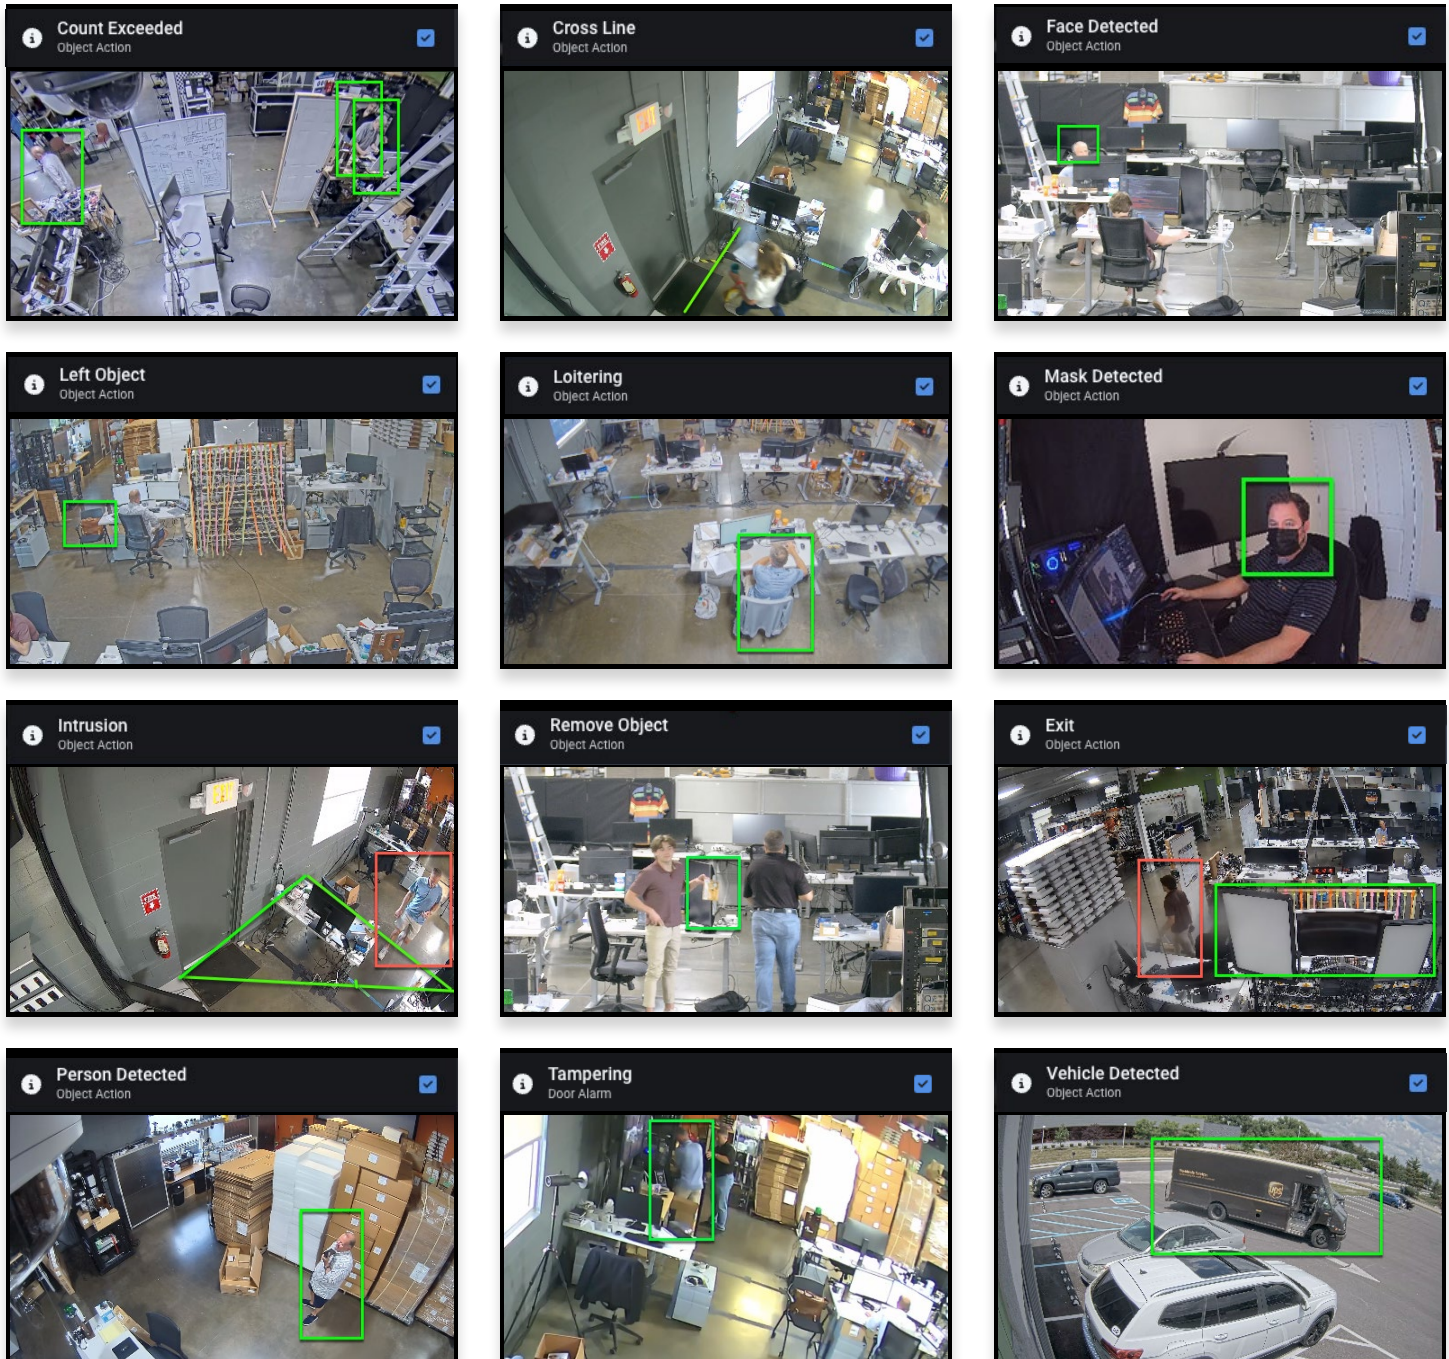 Count Exceeded
Object Action
Cross Line
Object Action
Face Detected
Object Action
Left Object
Object Action
Loitering
Object Action
Mask Detected
Object Action
Intrusion
Object Action
Remove Object
Object Action
Exit
Object Action
Person Detected
Object Action
Tampering
Door Alarm
Vehicle Detected
Object Action
ups